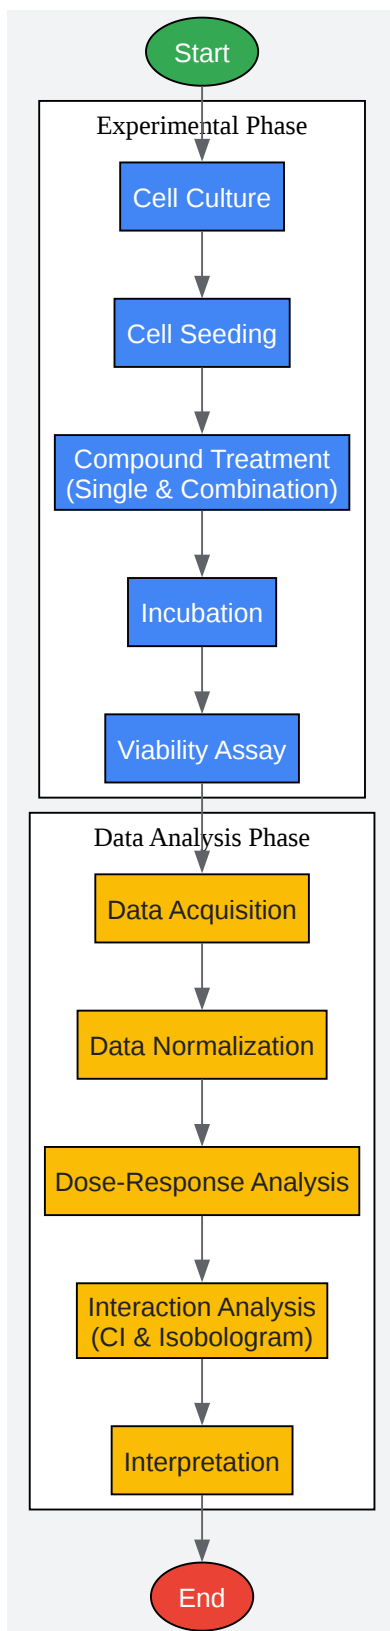 Start
Experimental Phase
Cell Culture
Cell Seeding
Compound Treatment
(Single & Combination)
Incubation
Viability Assay
Data Analysis Phase
Data Acquisition
Data Normalization
Dose-Response Analysis
Interaction Analysis
(CI & Isobologram)
Interpretation
End